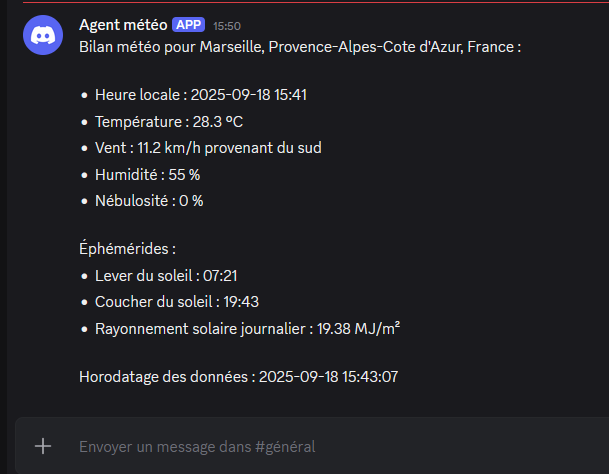 Agent météo APP 15:50
Bilan météo pour Marseille, Provence-Alpes-Cote d'Azur, France :
• Heure locale : 2025-09-18 15:41
• Température : 28.3 ºC
• Vent : 11.2 km/h provenant du sud
• Humidité : 55 %
• Nébulosité : 0 %
Éphémérides :
• Lever du soleil : 07:21
• Coucher du soleil : 19:43
• Rayonnement solaire journalier : 19.38 MJ/m²
Horodatage des données : 2025-09-18 15:43:07
Envoyer un message dans #général